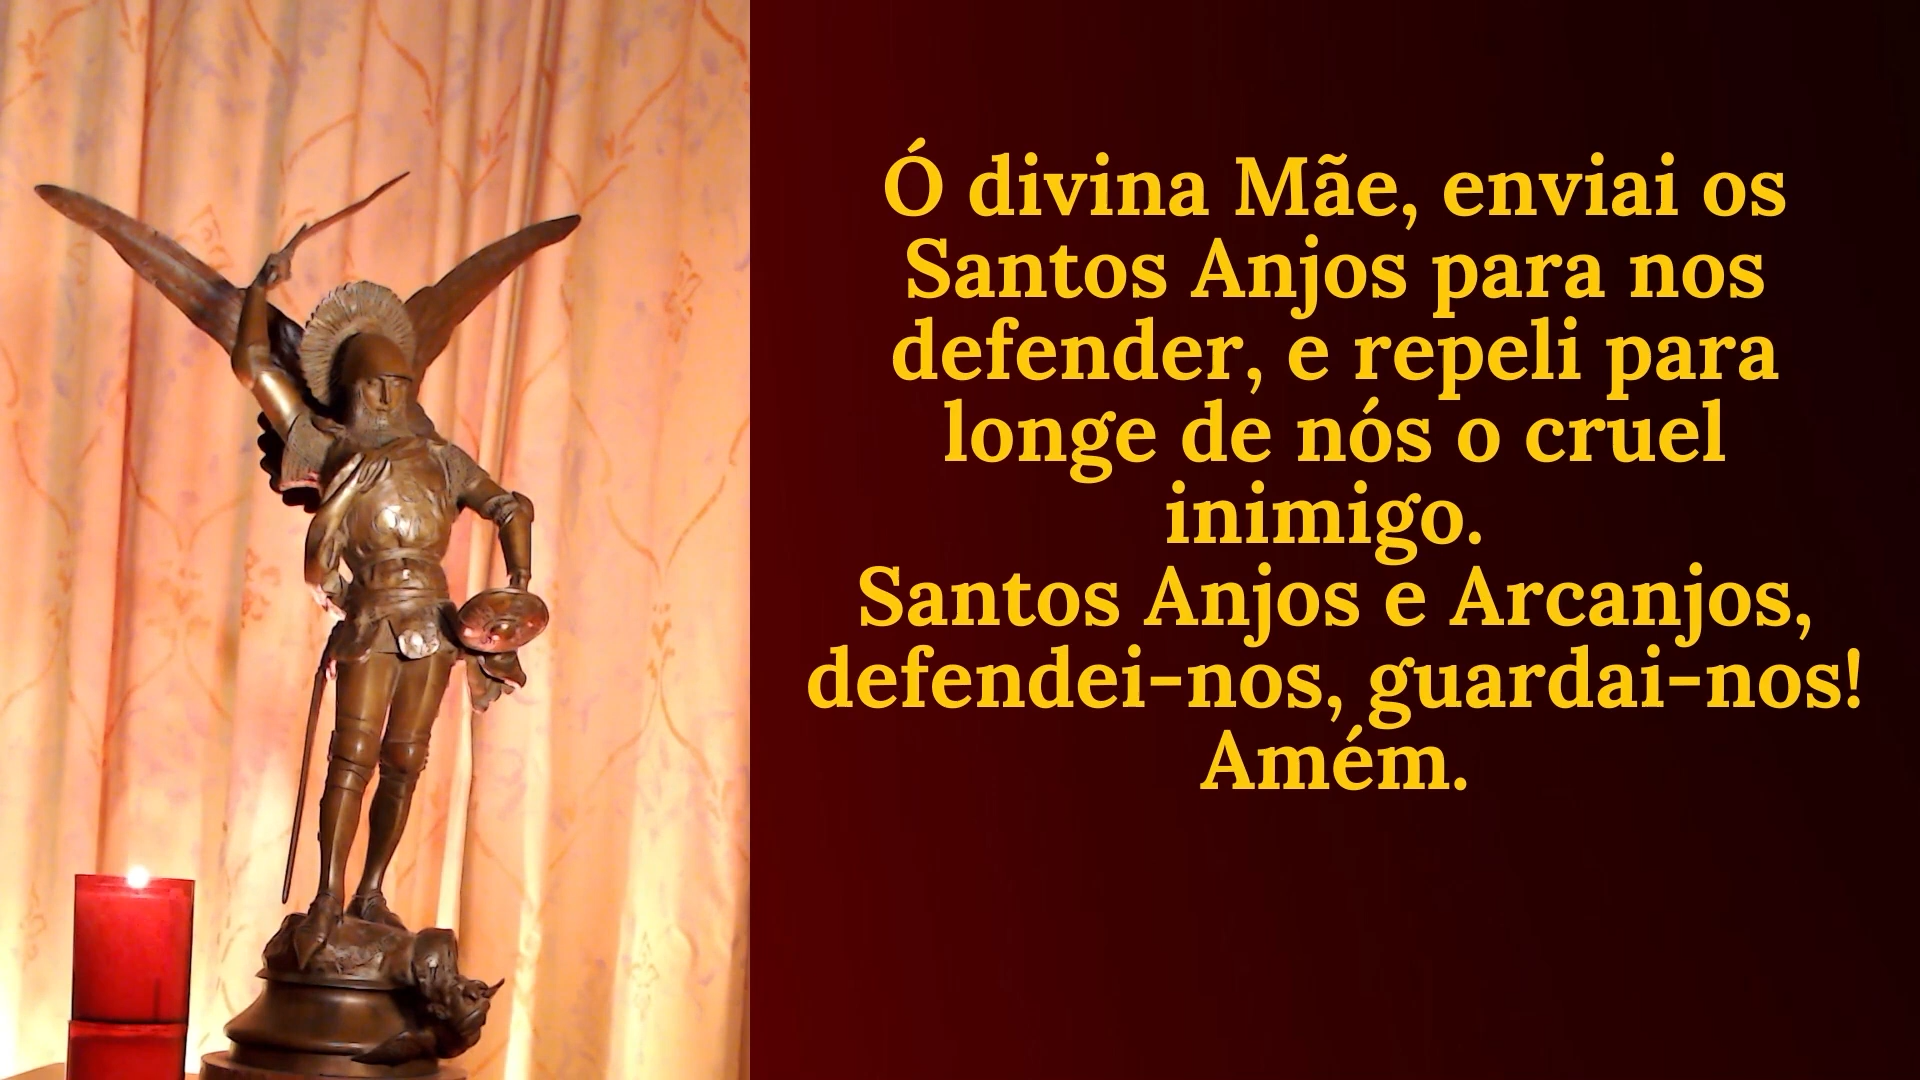 Ó divina Mãe, enviai os
Santos Anjos para nos
defender, e repeli para
longe de nós o cruel
inimigo.
Santos Anjos e Arcanjos,
defendei-nos, guardai-nos!
Amém.